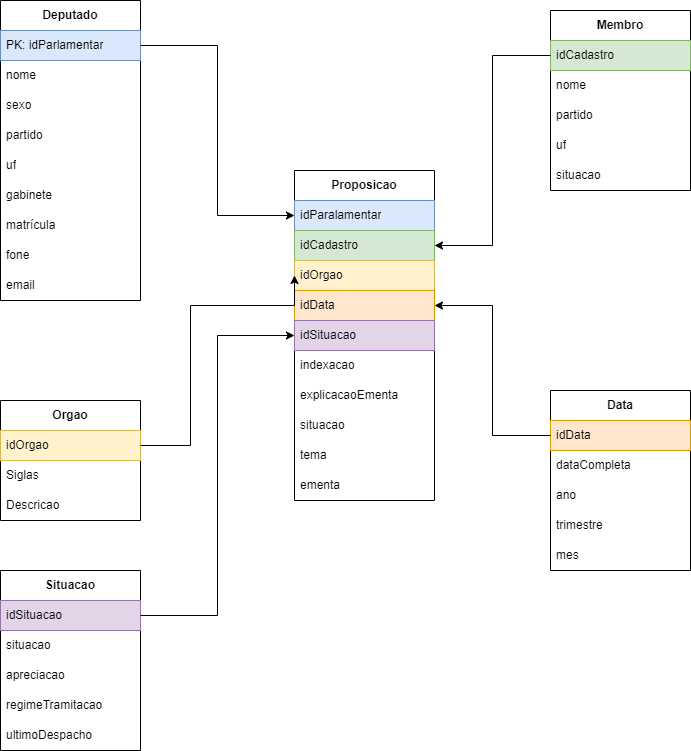 Deputado
PK: idParlamentar
nome
sexo
partido
uf
gabinete
matrícula
fone
email
Membro
idCadastro
nome
partido
uf
situacao
Proposicao
idParalamentar
idCadastro
idOrgao
idData
idSituacao
indexacao
explicacaoEmenta
situacao
tema
ementa
Orgao
idOrgao
Siglas
Descricao
Data
idData
dataCompleta
ano
trimestre
mes
Situacao
idSituacao
situacao
apreciacao
regimeTramitacao
ultimoDespacho